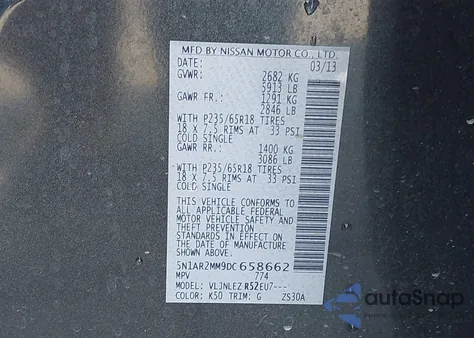 MFD BY NISSAN MOTOR CO., LTD.
DATE: 03/13
GVWR: 2682 KG
5913 LB
GAWR FR.: 1291 KG
2846 LB
WITH P235/65R18 TIRES
18 X 7.5 RIMS AT 33 PSI
COLD SINGLE
GAWR RR.: 1400 KG
3086 LB
WITH P235/65R18 TIRES
18 X 7.5 RIMS AT 33 PSI
COLD SINGLE
THIS VEHICLE CONFORMS TO
ALL APPLICABLE FEDERAL
MOTOR VEHICLE SAFETY AND
THEFT PREVENTION
STANDARDS IN EFFECT ON
THE DATE OF MANUFACTURE
SHOWN ABOVE.
5N1AR2MM9DC658662
MPV 774
MODEL: VLJNLEZ R52EU7---
COLOR: K50 TRIM: G ZS30A
autoSnap